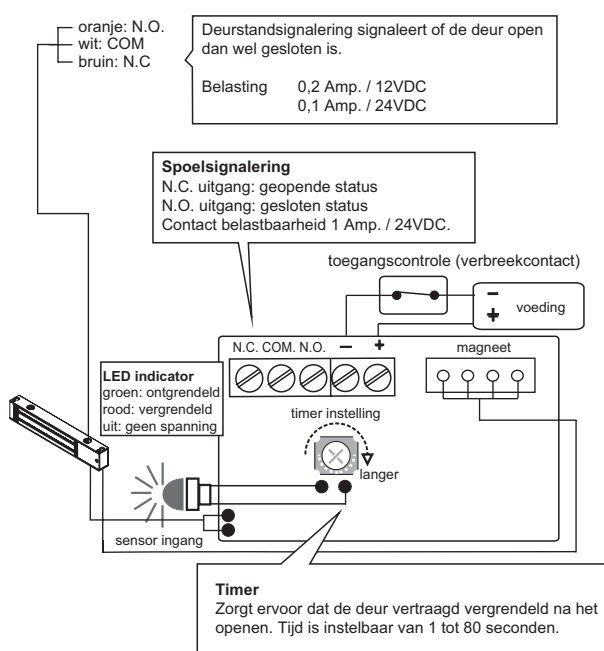 oranje: N.O.
wit: COM
bruin: N.C
Deurstandsignalering signaleert of de deur open
dan wel gesloten is.
Belasting 0,2 Amp. / 12VDC
0,1 Amp. / 24VDC
Spoelsignalering
N.C. uitgang: geopende status
N.O. uitgang: gesloten status
Contact belastbaarheid 1 Amp. / 24VDC.
toegangscontrole (verbreekcontact)
– 
+ voeding
N.C. COM. N.O. – +
magneet
LED indicator
groen: ontgrendeld
rood: vergrendeld
uit: geen spanning
timer instelling
langer
sensor ingang
Timer
Zorgt ervoor dat de deur vertraagd vergrendeld na het
openen. Tijd is instelbaar van 1 tot 80 seconden.